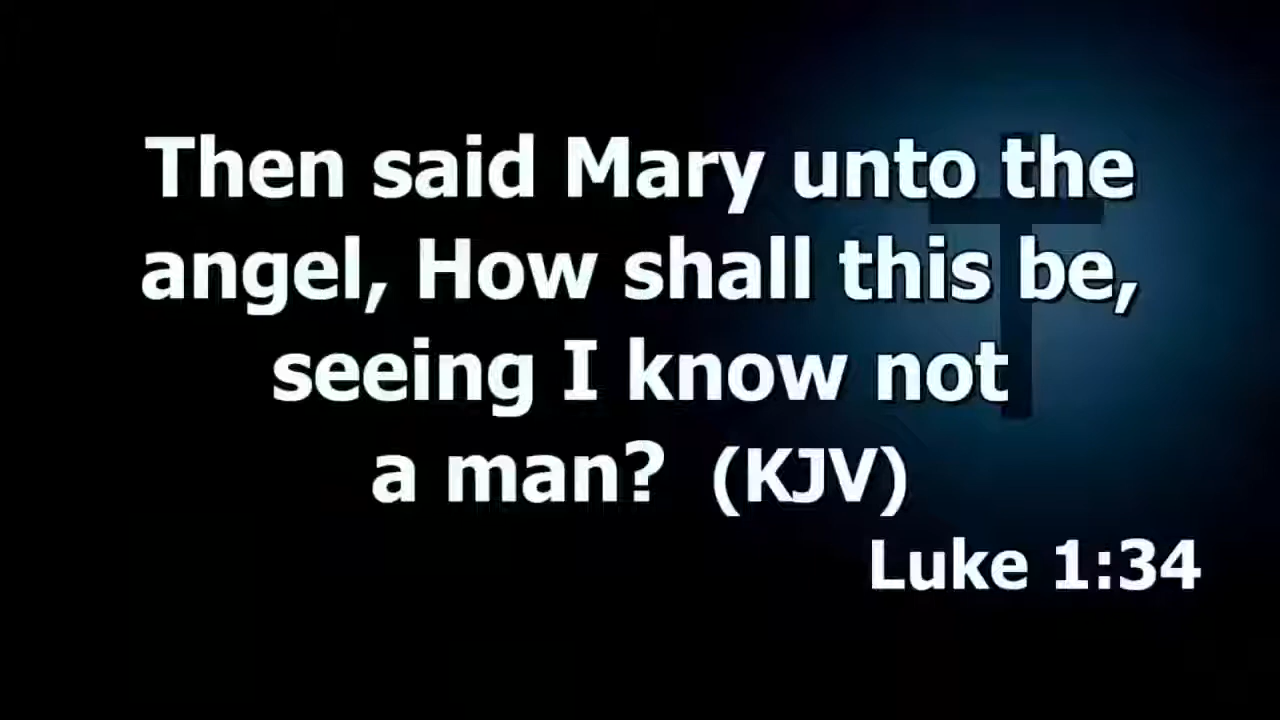 Then said Mary unto the
angel, How shall this be,
seeing I know not
a man? (KJV)
Luke 1:34